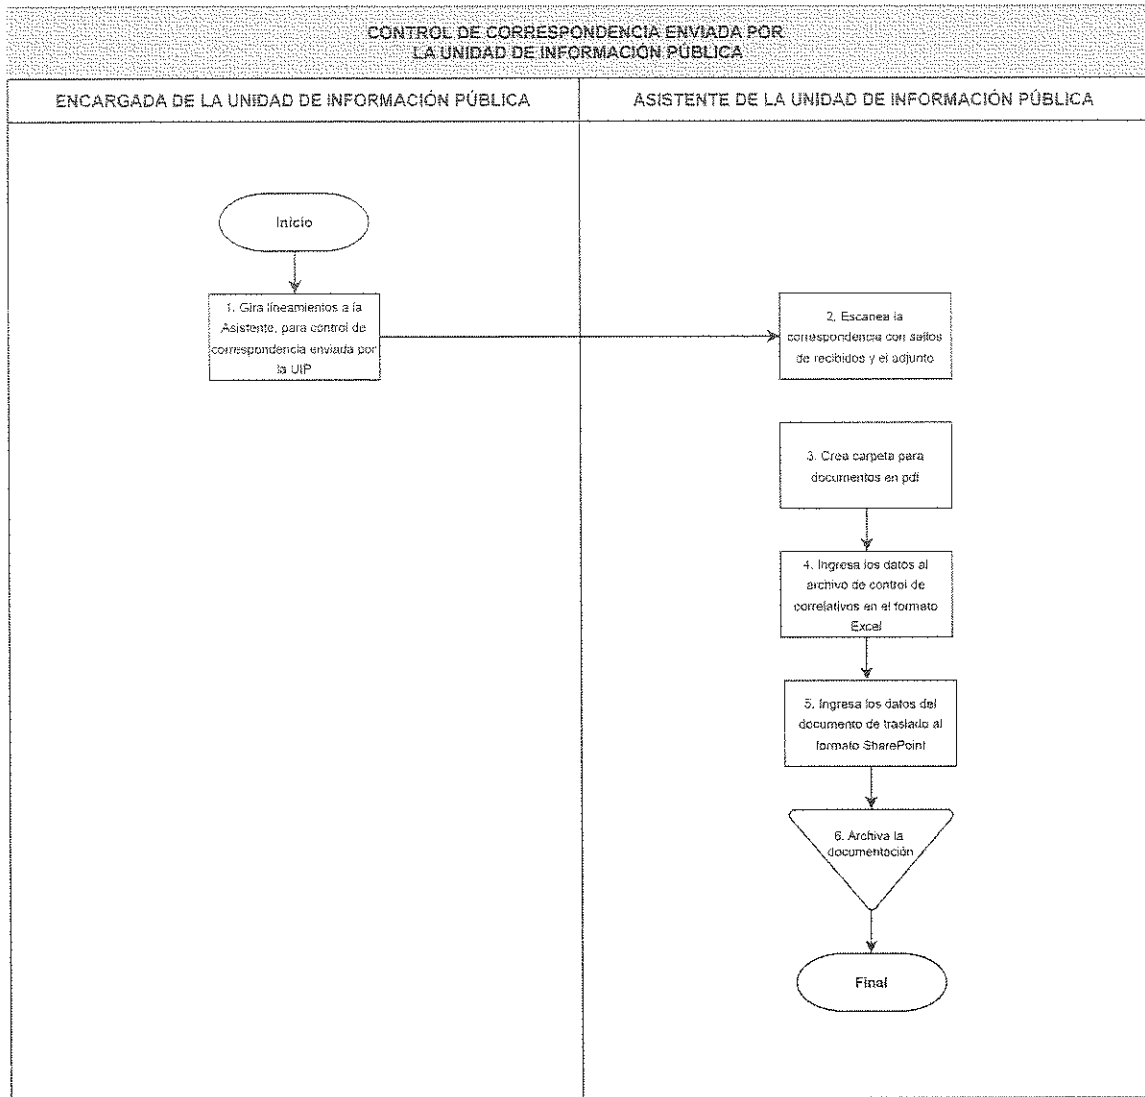 CONTROL DE CORRESPONDENCIA ENVIADA POR
LA UNIDAD DE INFORMACIÓN PÚBLICA
ENCARGADA DE LA UNIDAD DE INFORMACIÓN PÚBLICA
ASISTENTE DE LA UNIDAD DE INFORMACIÓN PÚBLICA
Inicio
1. Gira lineamientos a la
Asistente, para control de
correspondencia enviada por
la UIP
2. Escanea la
correspondencia con sellos
de recibidos y el adjunto
3. Crea carpeta para
documentos en pdf
4. Ingresa los datos al
archivo de control de
correlativos en el formato
Excel
5. Ingresa los datos del
documento de traslado al
formato SharePoint
6. Archiva la
documentación
Final